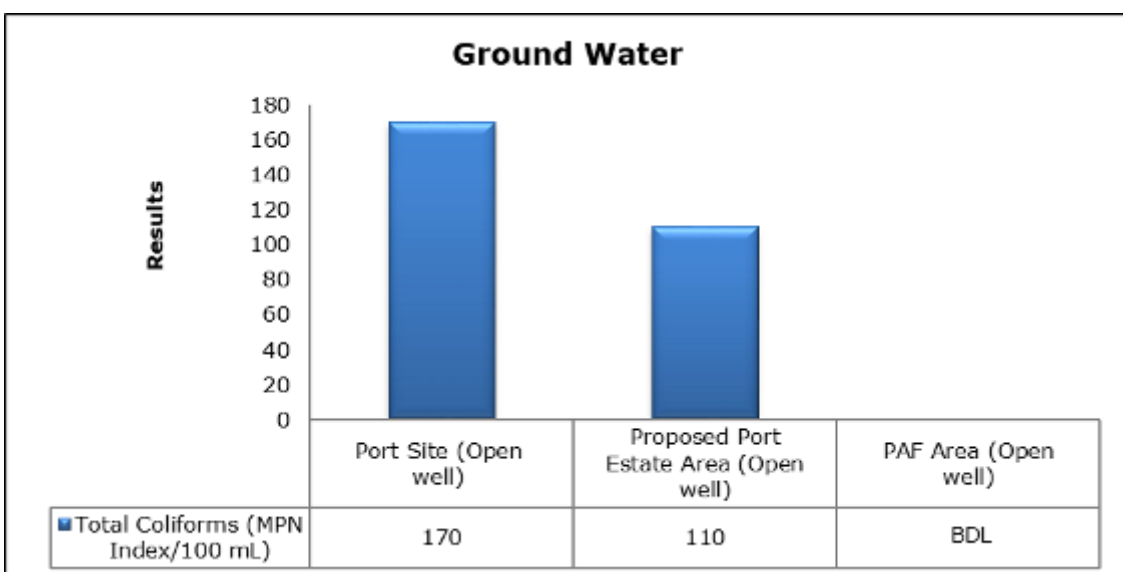 Ground Water
Results
180
160
140
120
100
80
60
40
20
0
Port Site (Open
well)
Proposed Port
Estate Area (Open
well)
PAF Area (Open
well)
Total Coliforms (MPN
Index/100 mL)
170
110
BDL